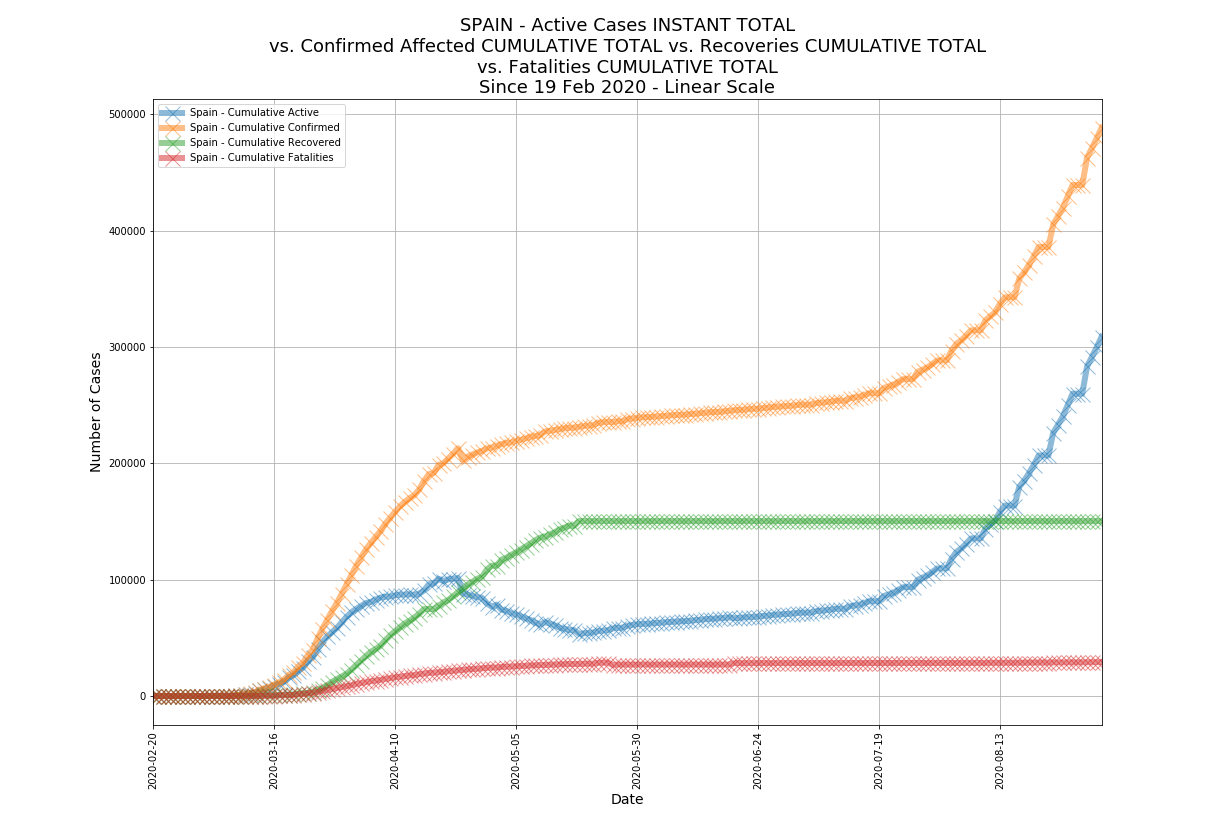 SPAIN - Active Cases INSTANT TOTAL
vs. Confirmed Affected CUMULATIVE TOTAL vs. Recoveries CUMULATIVE TOTAL
vs. Fatalities CUMULATIVE TOTAL
Since 19 Feb 2020 - Linear Scale
Spain - Cumulative Active
Spain - Cumulative Confirmed
Spain - Cumulative Recovered
Spain - Cumulative Fatalities
Number of Cases
500000
400000
300000
200000
100000
0
2020-02-20
2020-03-16
2020-04-10
2020-05-05
2020-05-30
2020-06-24
2020-07-19
2020-08-13
Date